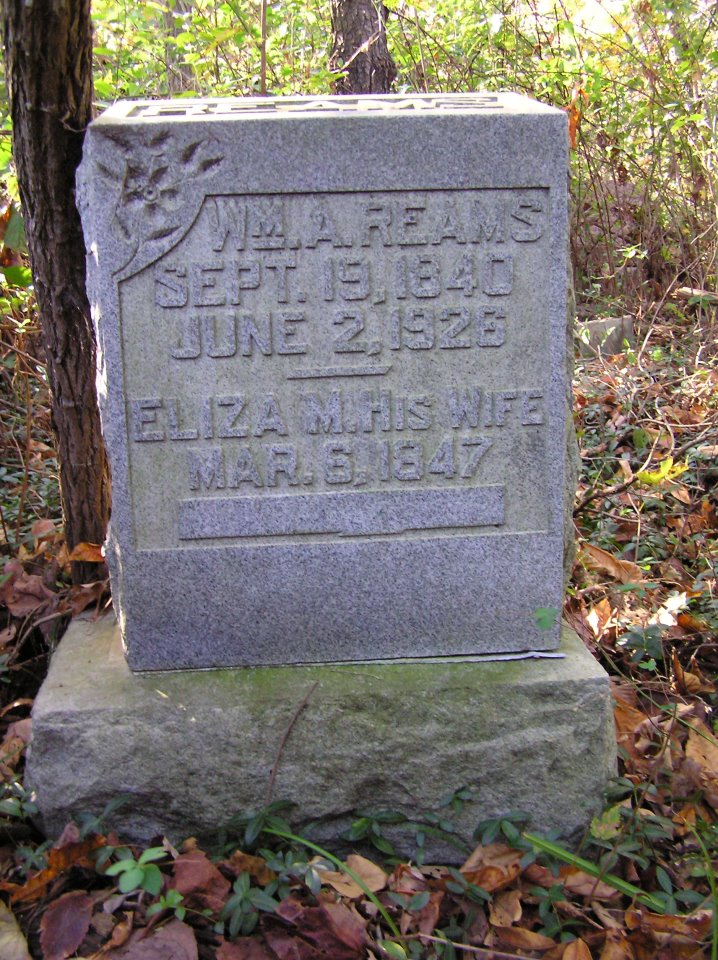 REAMS
WM. A. REAMS
SEPT. 19, 1840
JUNE 2, 1926
ELIZA M. HIS WIFE
MAR. 6, 1847